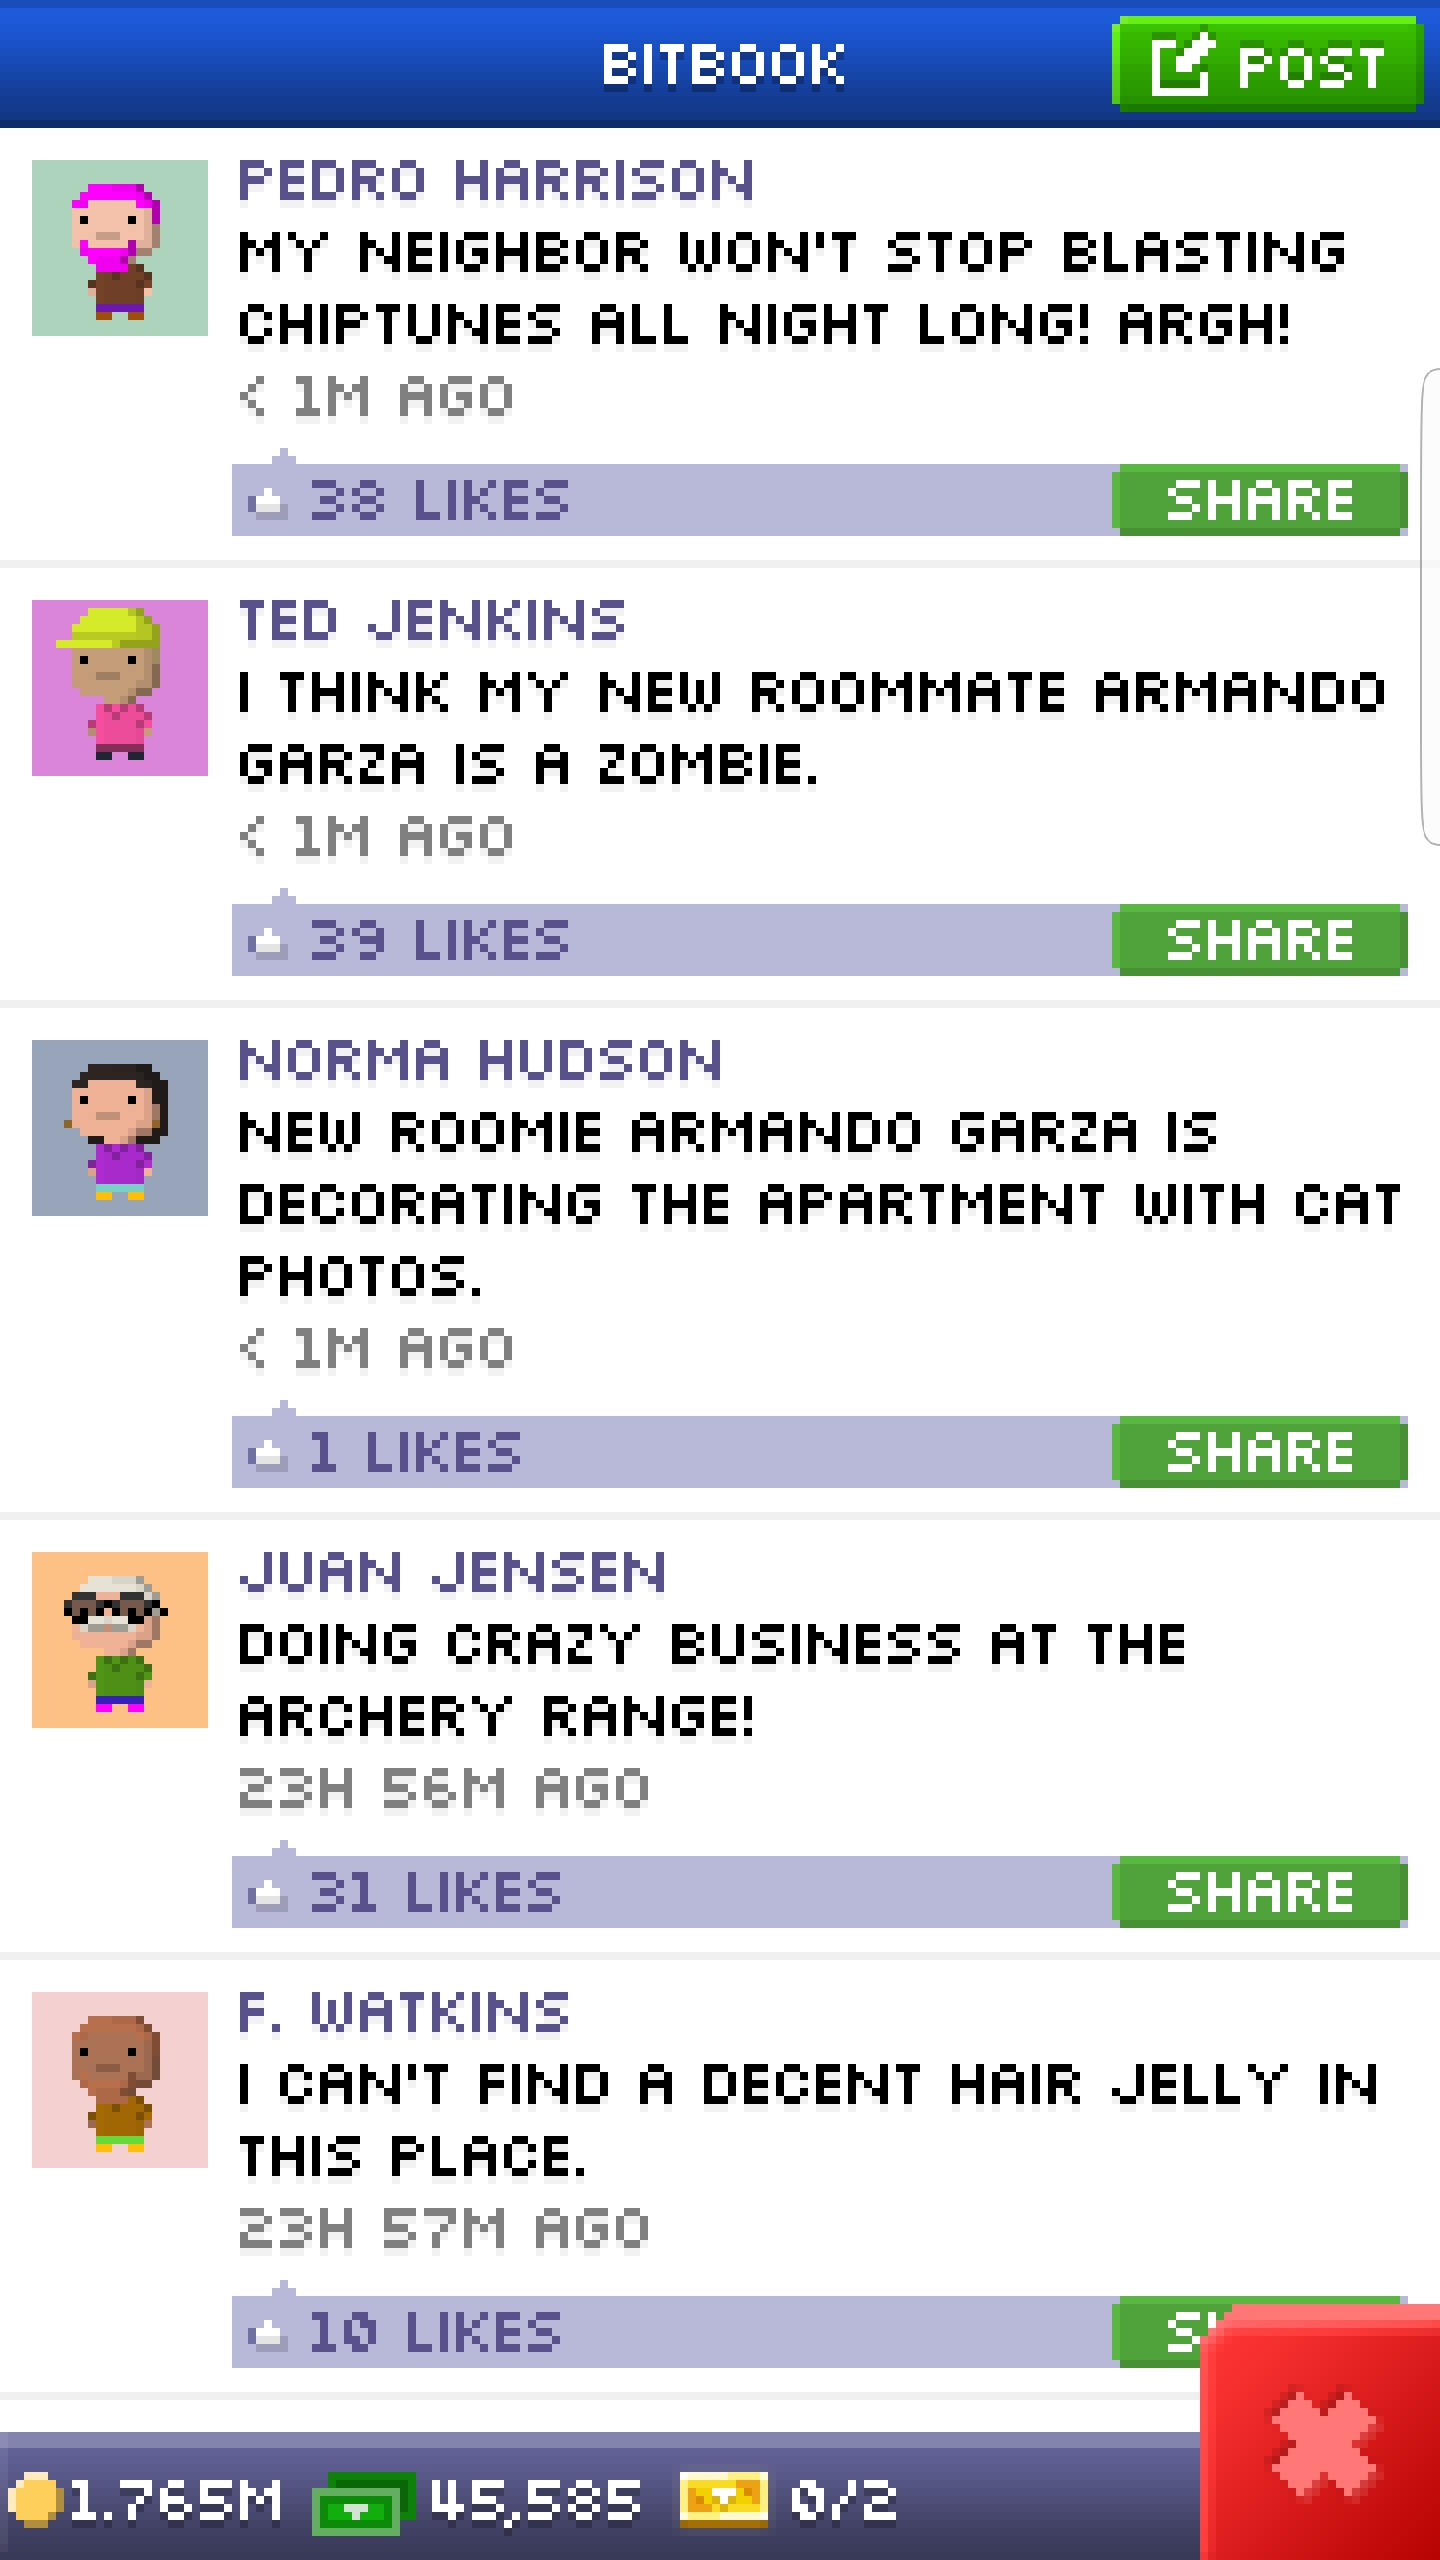 BITBOOK
POST
PEDRO HARRISON
MY NEIGHBOR WON'T STOP BLASTING
CHIPTUNES ALL NIGHT LONG! ARGH!
< 1M AGO
38 LIKES
SHARE
TED JENKINS
I THINK MY NEW ROOMMATE ARMANDO
GARZA IS A ZOMBIE.
< 1M AGO
39 LIKES
SHARE
NORMA HUDSON
NEW ROOMIE ARMANDO GARZA IS
DECORATING THE APARTMENT WITH CAT
PHOTOS.
< 1M AGO
1 LIKES
SHARE
JUAN JENSEN
DOING CRAZY BUSINESS AT THE
ARCHERY RANGE!
23H 56M AGO
31 LIKES
SHARE
F. WATKINS
I CAN'T FIND A DECENT HAIR JELLY IN
THIS PLACE.
23H 57M AGO
10 LIKES
1.765M
45,585
0/2